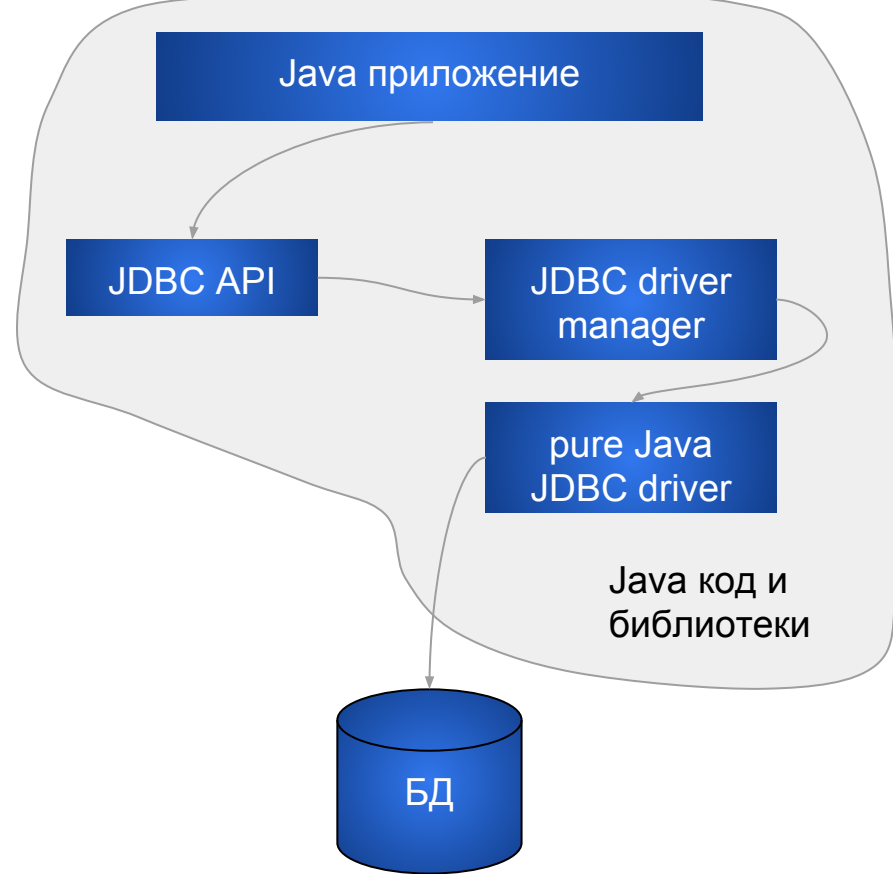 Java приложение
JDBC API
JDBC driver
manager
pure Java
JDBC driver
Java код и
библиотеки
БД